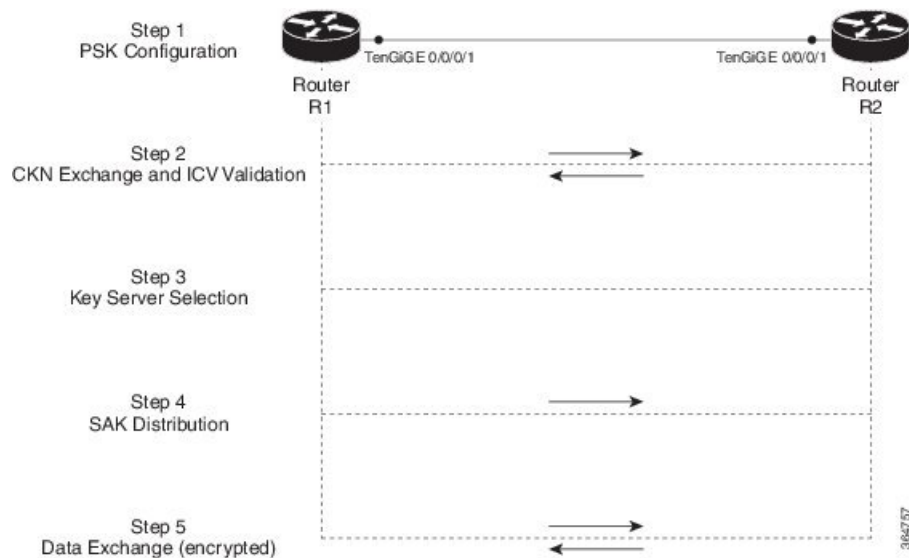 Step 1
PSK Configuration
TenGiGE 0/0/0/1
TenGiGE 0/0/0/1
Router
R1
Router
R2
Step 2
CKN Exchange and ICV Validation
Step 3
Key Server Selection
Step 4
SAK Distribution
Step 5
Data Exchange (encrypted)
364757